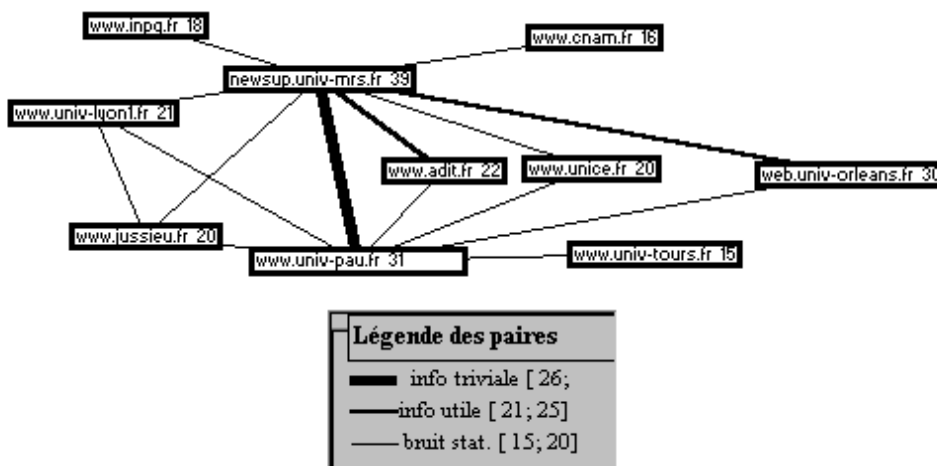 www.inpg.fr 18
www.cnam.fr 16
newsup.univ-mrs.fr 39
www.univ-lyon1.fr 21
www.adit.fr 22
www.unice.fr 20
web.univ-orleans.fr 30
www.jussieu.fr 20
www.univ-pau.fr 31
www.univ-tours.fr 15
Légende des paires
info triviale [ 26;
info utile [ 21; 25]
bruit stat. [ 15; 20]